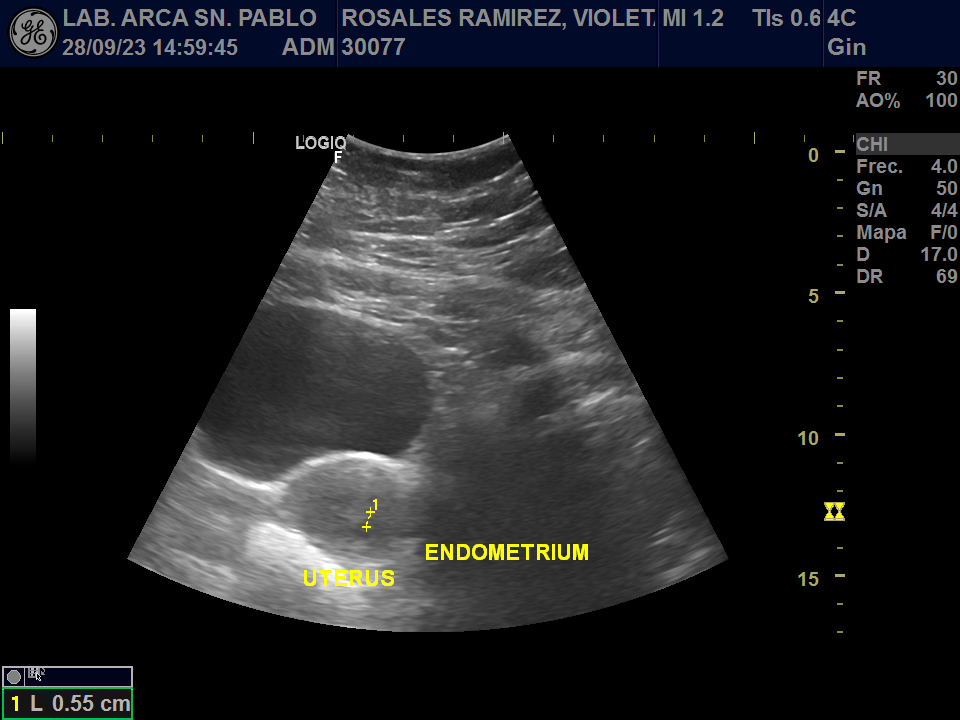 LAB. ARCA SN. PABLO
ROSALES RAMIREZ, VIOLET
MI 1.2 TIs 0.6
4C
28/09/23 14:59:45 ADM
30077
Gin
FR 30
AO% 100
LOGIQ
F
CHI
Frec. 4.0
Gn 50
S/A 4/4
Mapa F/0
D 17.0
DR 69
0
5
10
15
1
ENDOMETRIUM
UTERUS
1 L 0.55 cm